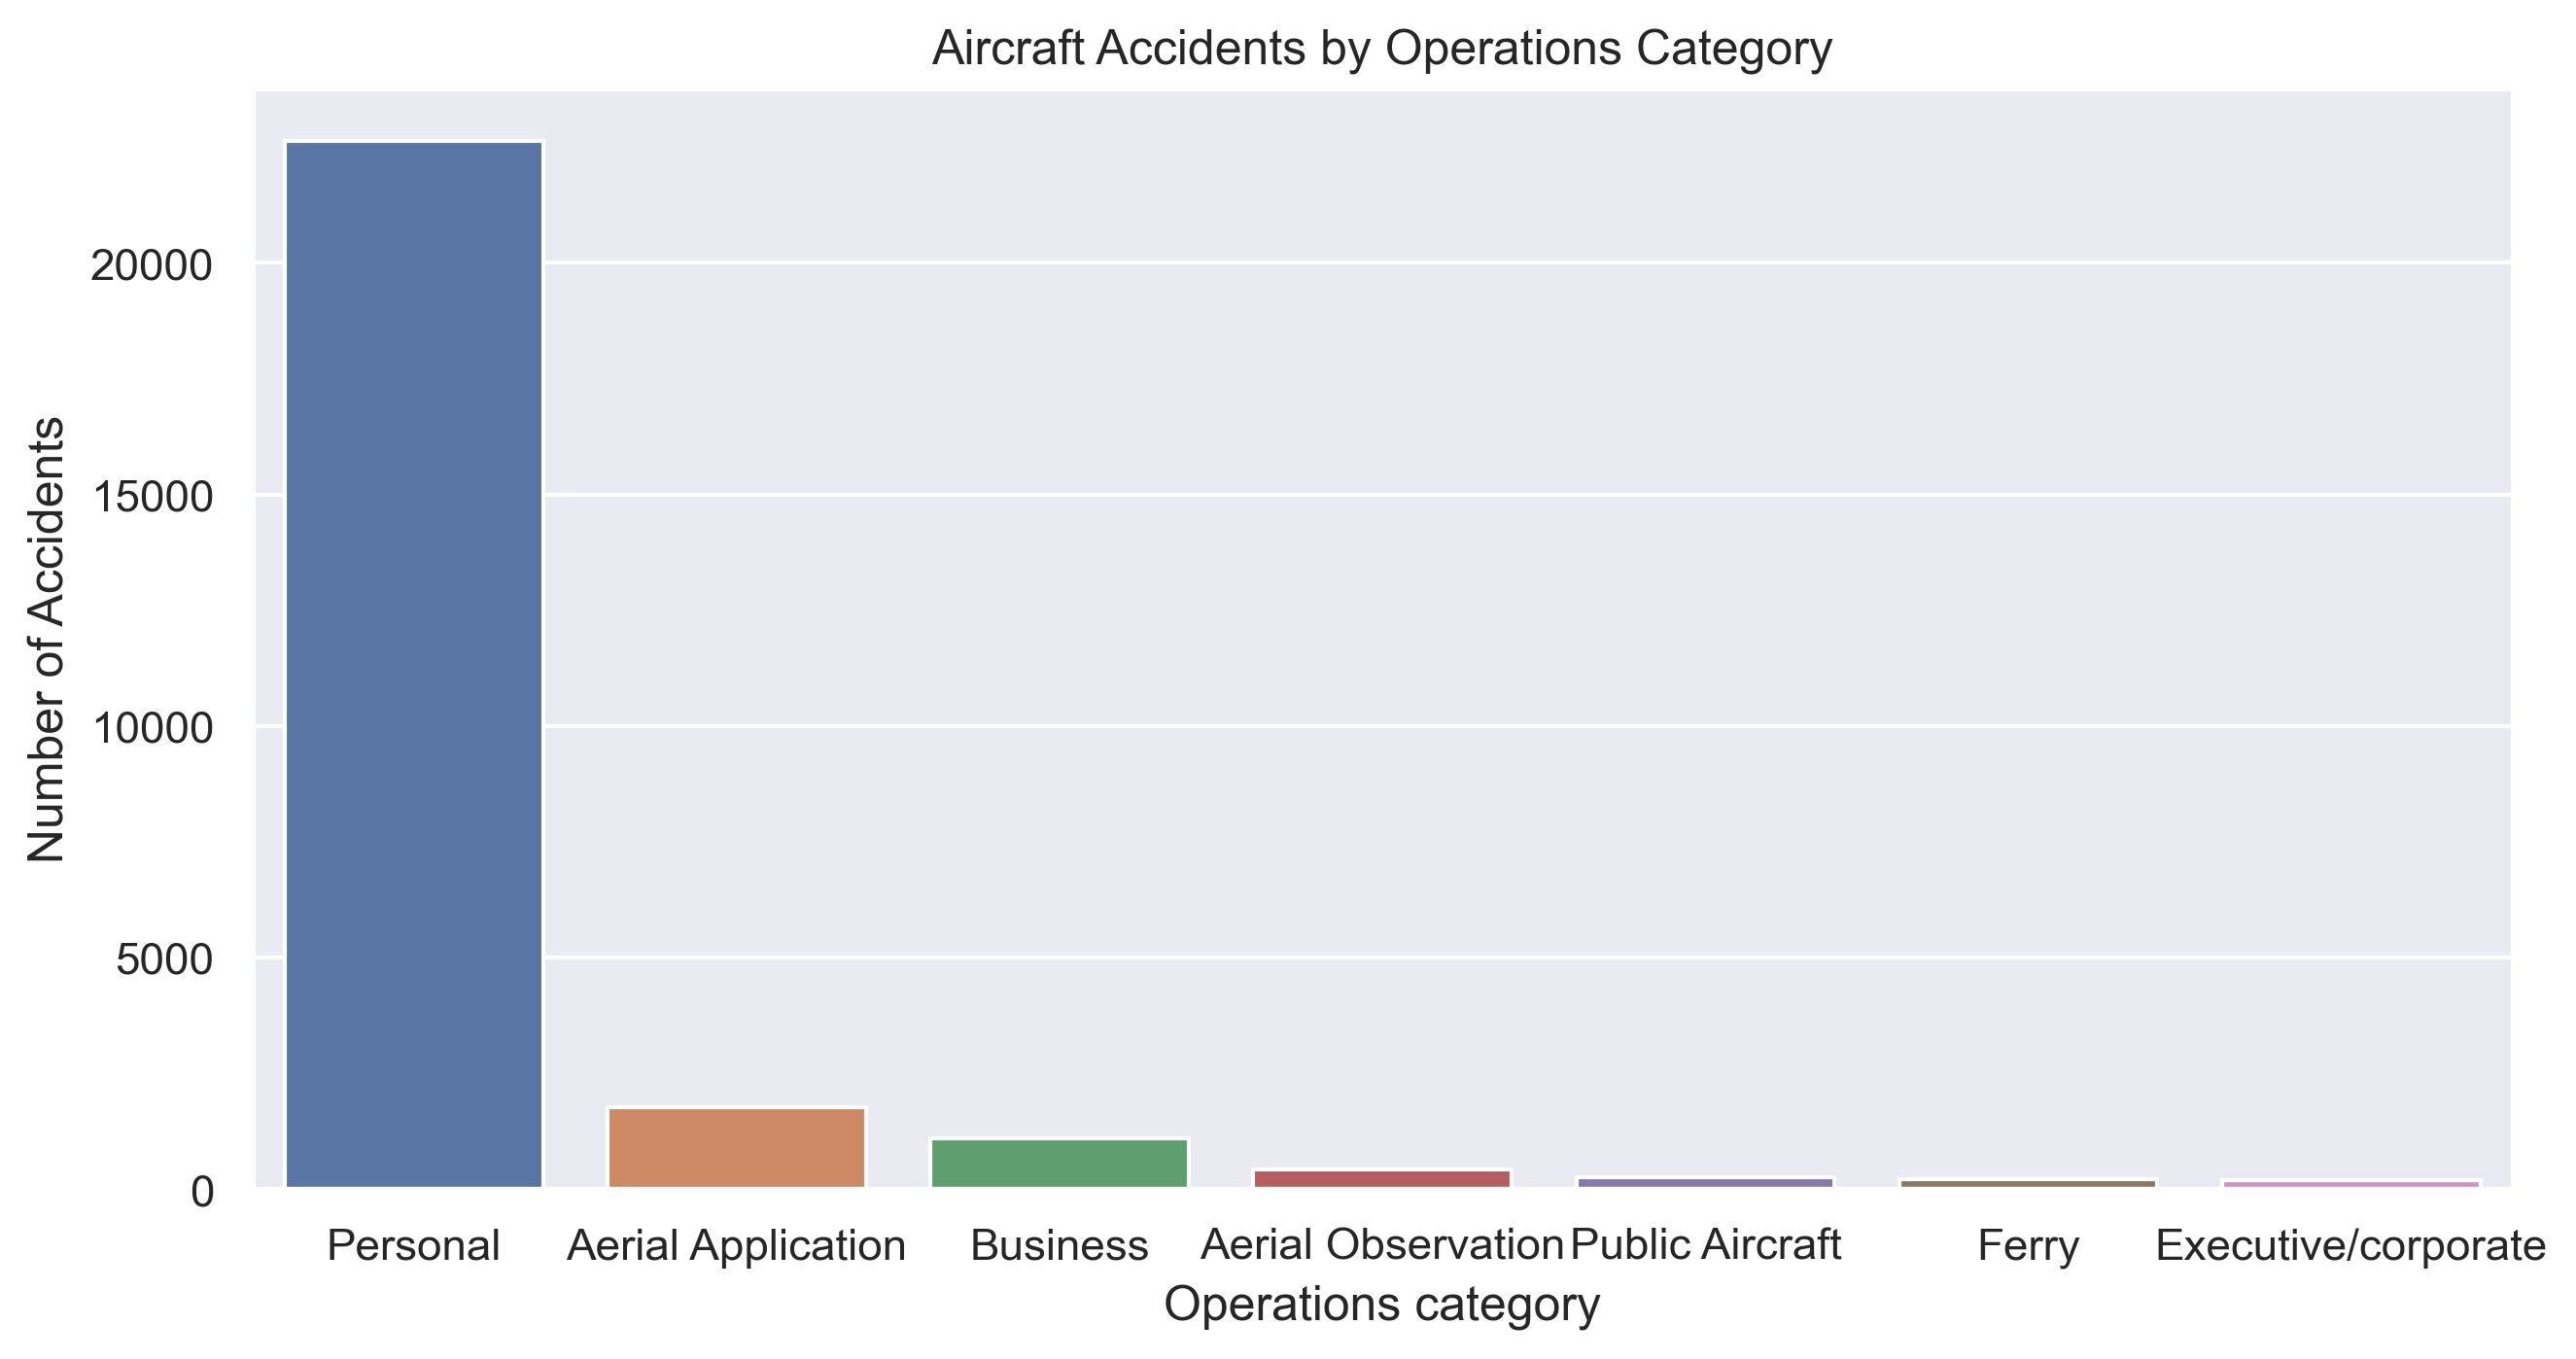 Aircraft Accidents by Operations Category
Number of Accidents
20000
15000
10000
5000
0
Personal Aerial Application Business Aerial Observation Public Aircraft Ferry Executive/corporate
Operations category